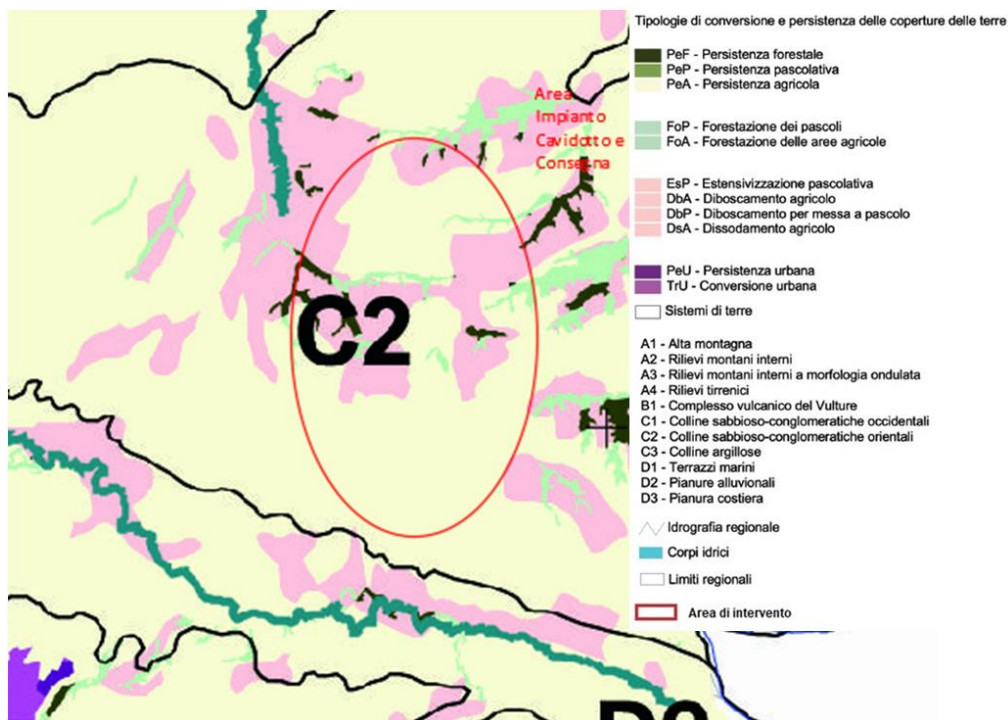 Tipologie di conversione e persistenza delle coperture delle terre
PeF - Persistenza forestale
PeP - Persistenza pascolativa
PeA - Persistenza agricola
FoP - Forestazione dei pascoli
FoA - Forestazione delle aree agricole
EsP - Estensivizzazione pascolativa
DbA - Diboscamento agricolo
DbP - Diboscamento per messa a pascolo
DsA - Dissodamento agricolo
PeU - Persistenza urbana
TrU - Conversione urbana
Sistemi di terre
A1 - Alta montagna
A2 - Rilievi montani interni
A3 - Rilievi montani interni a morfologia ondulata
A4 - Rilievi tirrenici
B1 - Complesso vulcanico del Vulture
C1 - Colline sabbioso-conglomeratiche occidentali
C2 - Colline sabbioso-conglomeratiche orientali
C3 - Colline argillose
D1 - Terrazzi marini
D2 - Pianure alluvionali
D3 - Pianura costiera
Idrografia regionale
Corpi idrici
Limiti regionali
Area di intervento
Area
Impianto
Cavidotto e
Consegna
C2